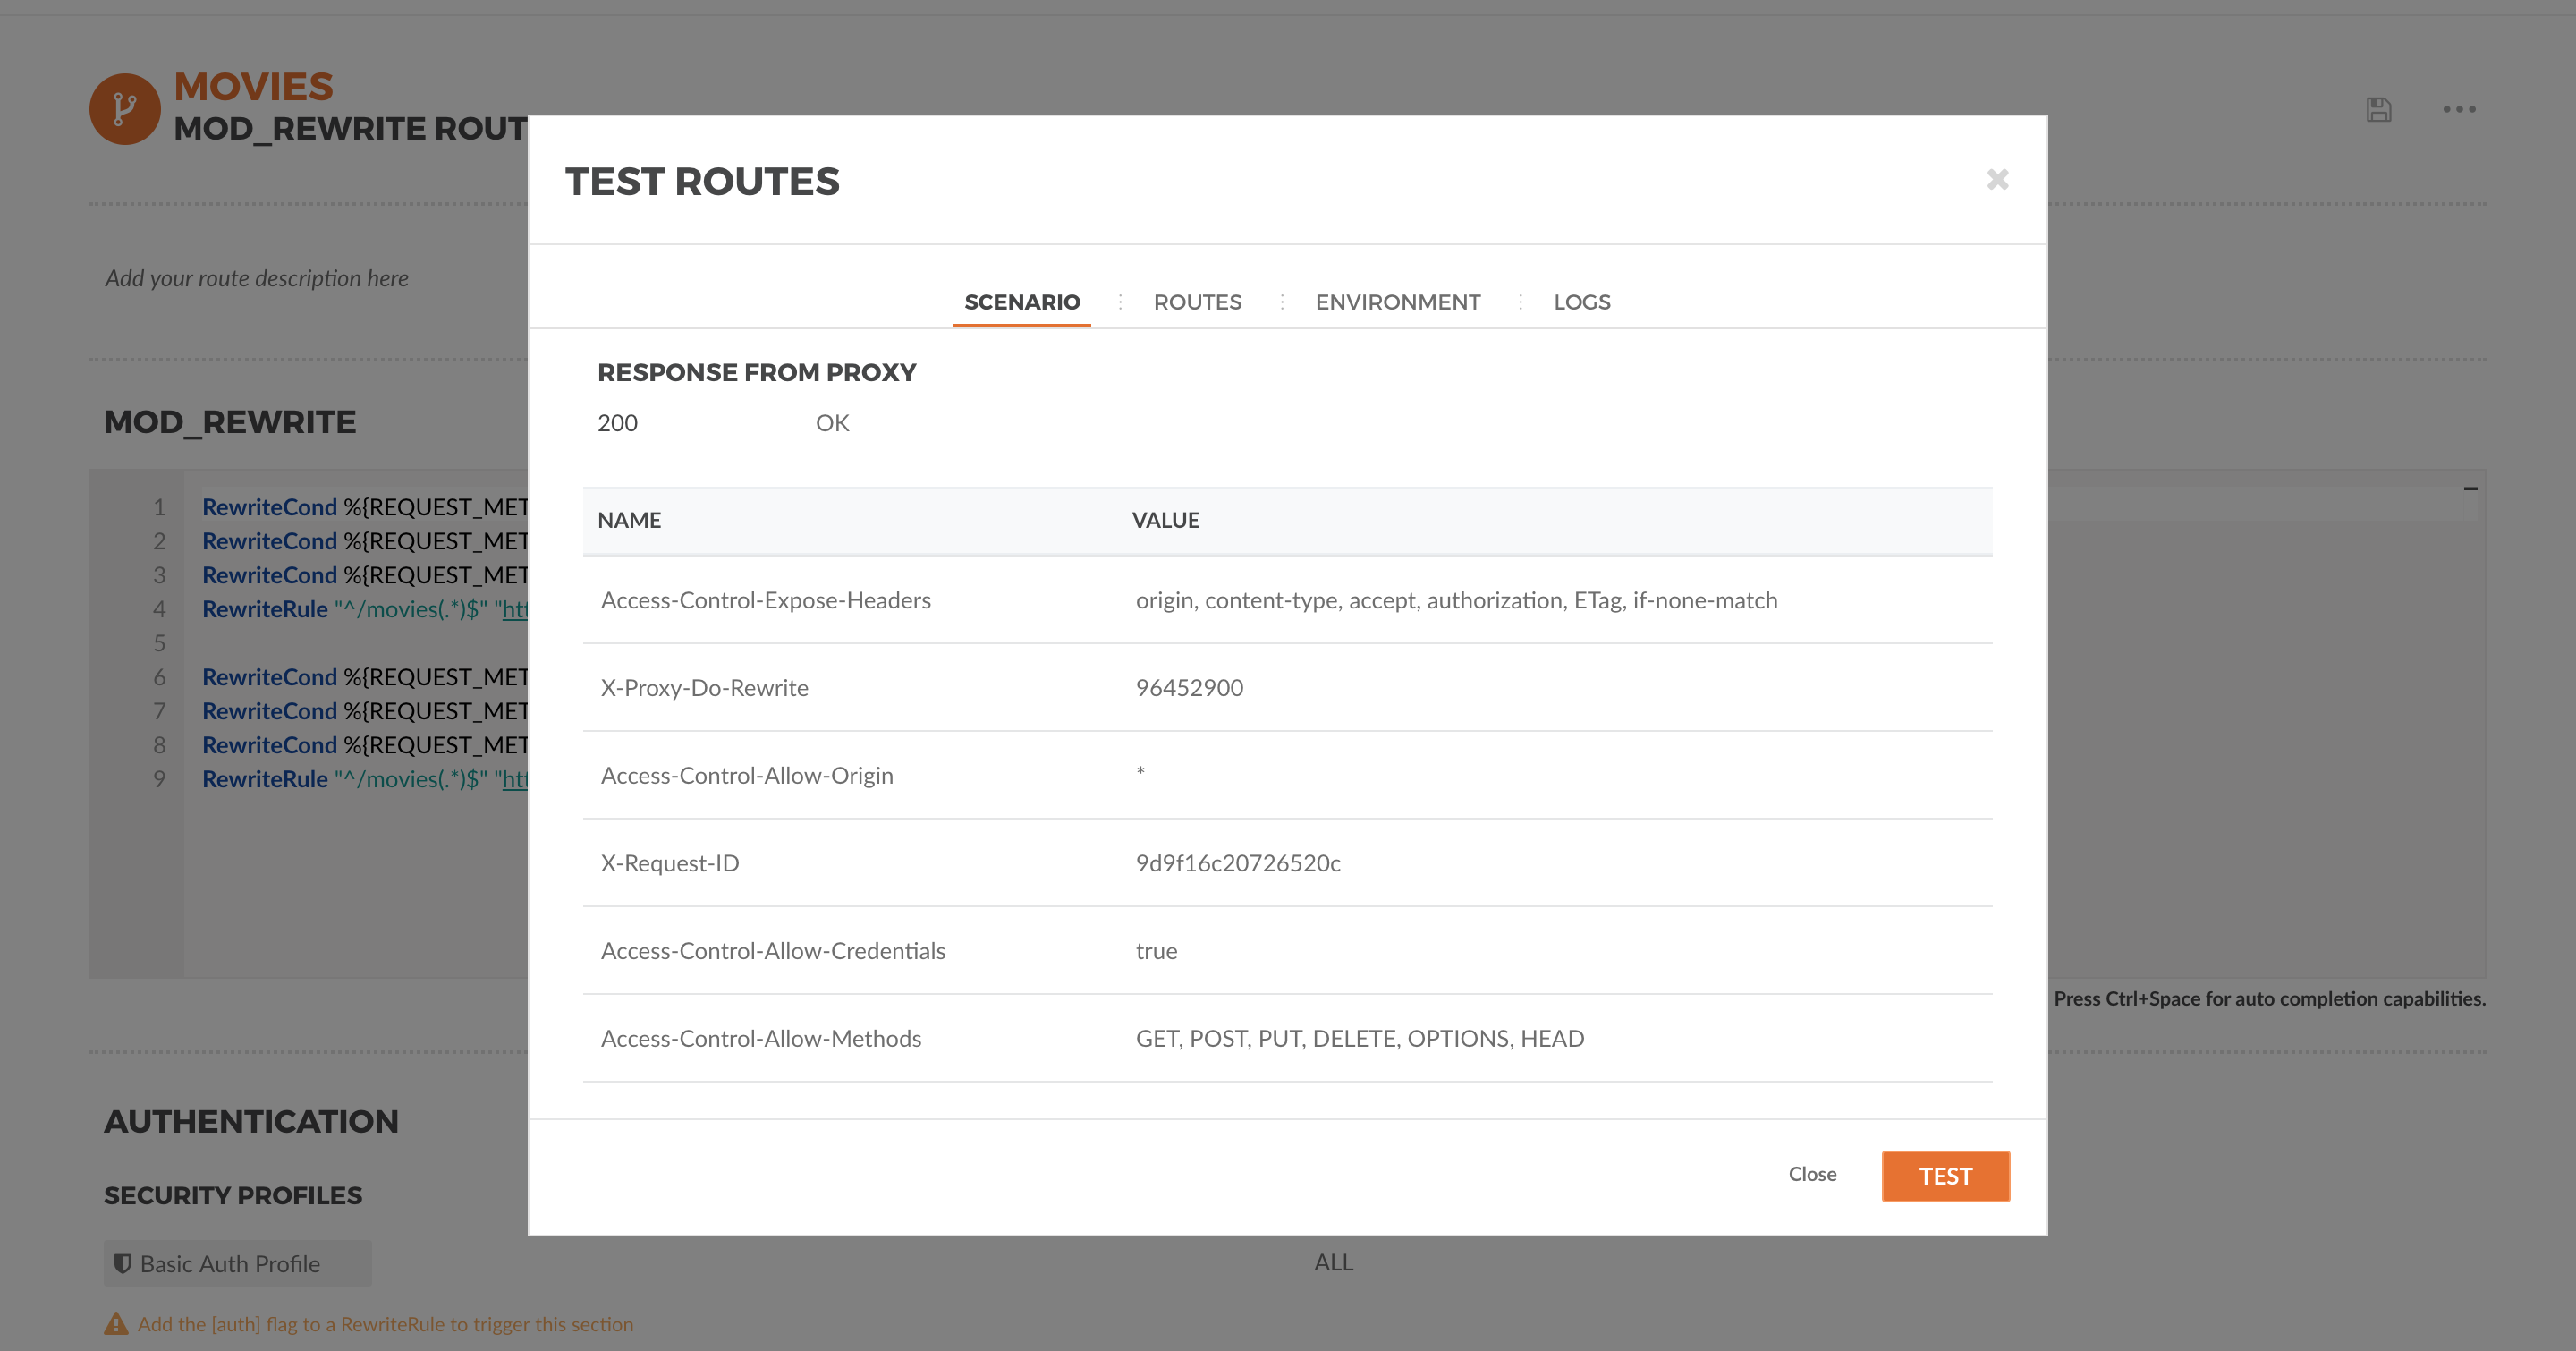 MOVIES
MOD_REWRITE ROUT
Add your route description here
MOD_REWRITE
1 RewriteCond %{REQUEST_MET
2 RewriteCond %{REQUEST_MET
3 RewriteCond %{REQUEST_MET
4 RewriteRule "^/movies(.*)$" "htt
5
6 RewriteCond %{REQUEST_MET
7 RewriteCond %{REQUEST_MET
8 RewriteCond %{REQUEST_MET
9 RewriteRule "^/movies(.*)$" "htt
Press Ctrl+Space for auto completion capabilities.
AUTHENTICATION
SECURITY PROFILES
Basic Auth Profile ALL
Add the [auth] flag to a RewriteRule to trigger this section
TEST ROUTES
SCENARIO ROUTES ENVIRONMENT LOGS
RESPONSE FROM PROXY
200 OK
NAME VALUE
Access-Control-Expose-Headers origin, content-type, accept, authorization, ETag, if-none-match
X-Proxy-Do-Rewrite 96452900
Access-Control-Allow-Origin *
X-Request-ID 9d9f16c20726520c
Access-Control-Allow-Credentials true
Access-Control-Allow-Methods GET, POST, PUT, DELETE, OPTIONS, HEAD
Close TEST